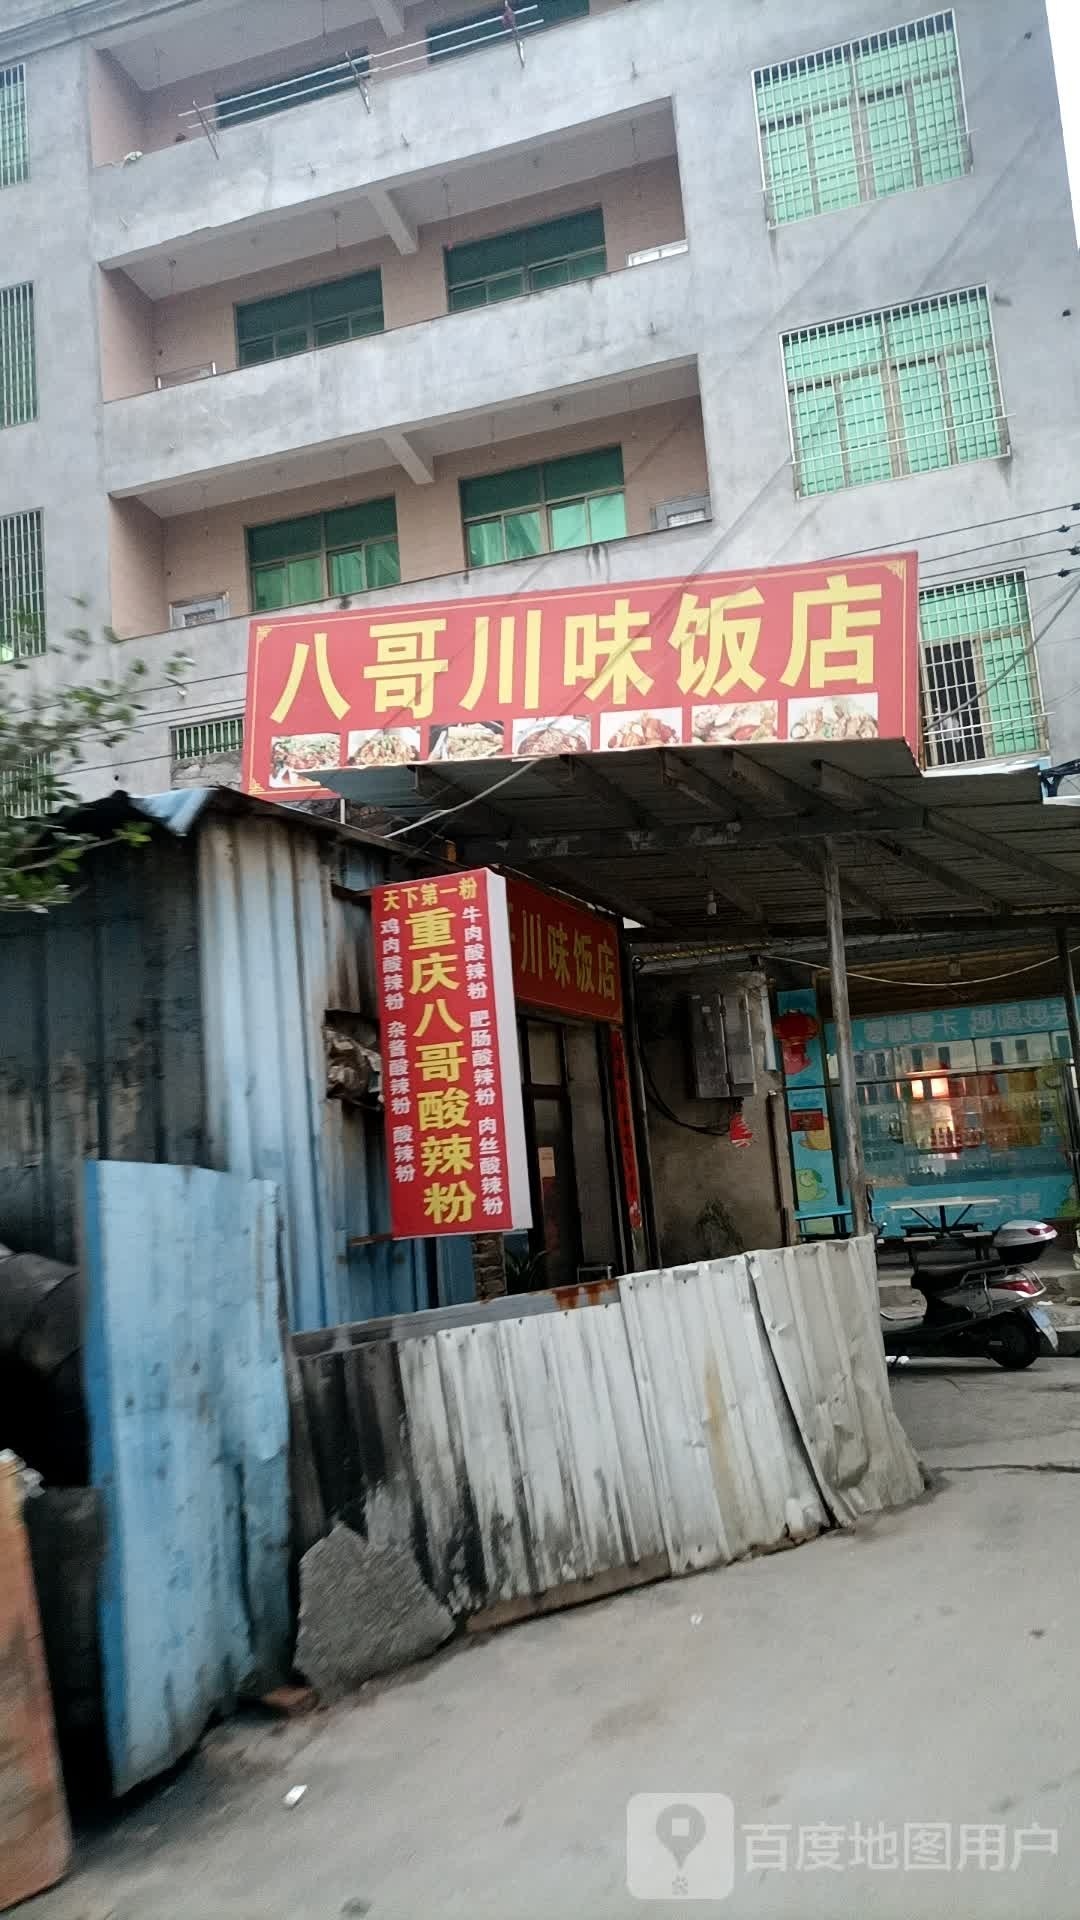 八哥川味饭店
天下第一粉
牛肉酸辣粉 肥肠酸辣粉 肉丝酸辣粉
重庆八哥酸辣粉
鸡肉酸辣粉 杂酱酸辣粉 酸辣粉
川味饭店
百度地图用户